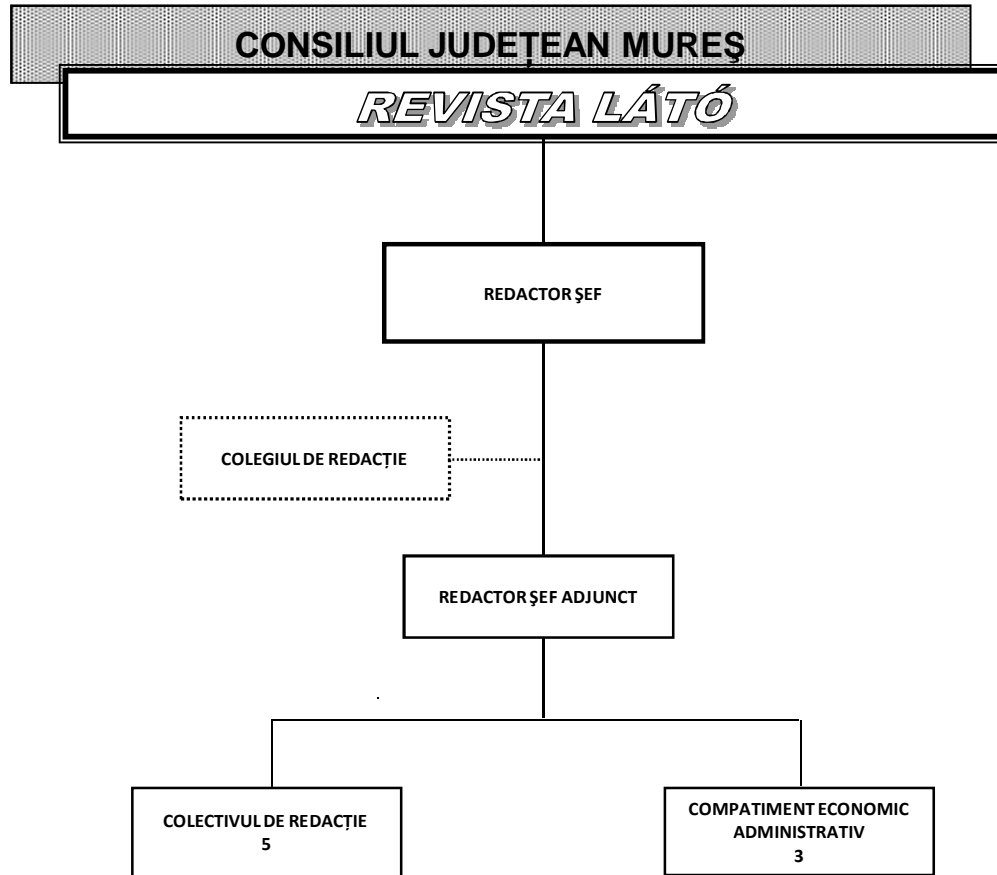 CONSILIUL JUDEȚEAN MUREŞ
REVISTA LÁTÓ
REDACTOR ŞEF
COLEGIUL DE REDACȚIE
REDACTOR ŞEF ADJUNCT
COLECTIVUL DE REDACȚIE
5
COMPATIMENT ECONOMIC
ADMINISTRATIV
3